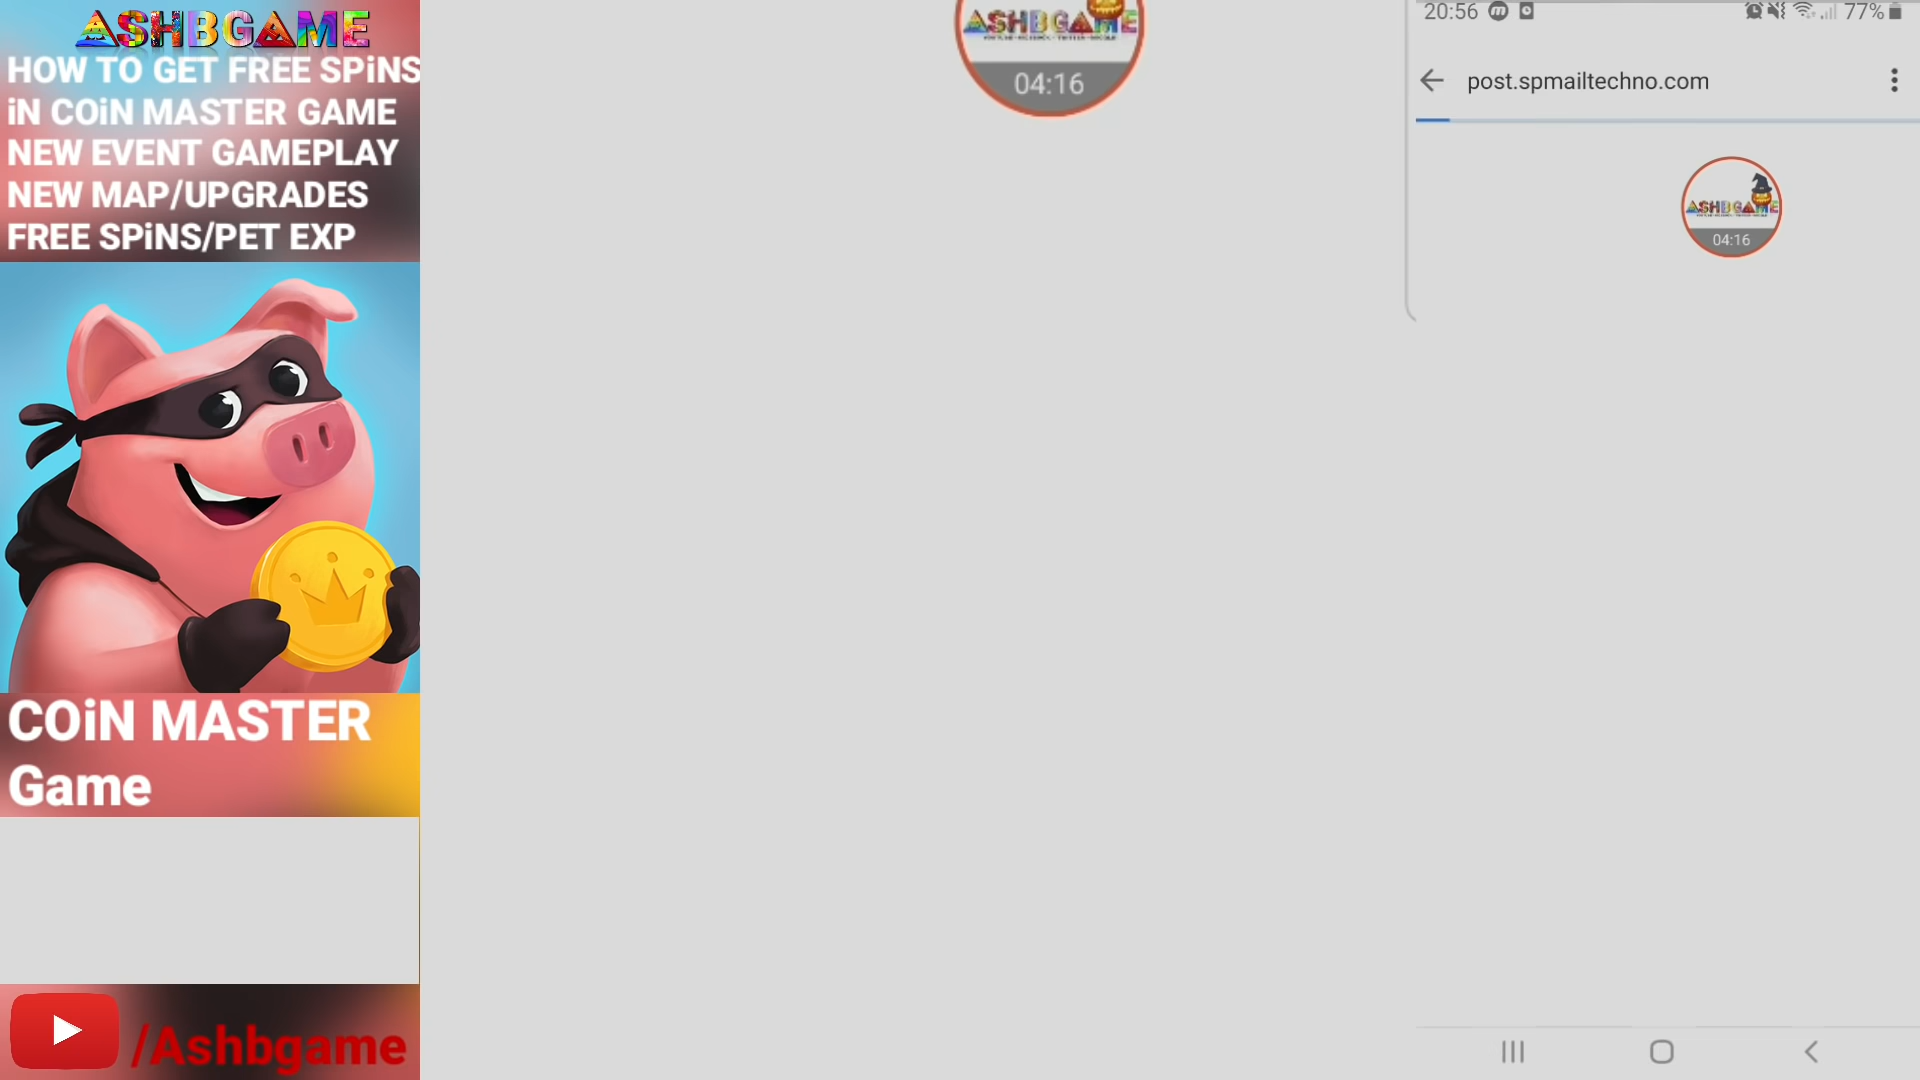 ASHBGAME
HOW TO GET FREE SPiNS
iN COiN MASTER GAME
NEW EVENT GAMEPLAY
NEW MAP/UPGRADES
FREE SPiNS/PET EXP
COiN MASTER
Game
/Ashbgame
ASHBGAME
04:16
20:56
77%
post.spmailtechno.com
ASHBGAME
04:16